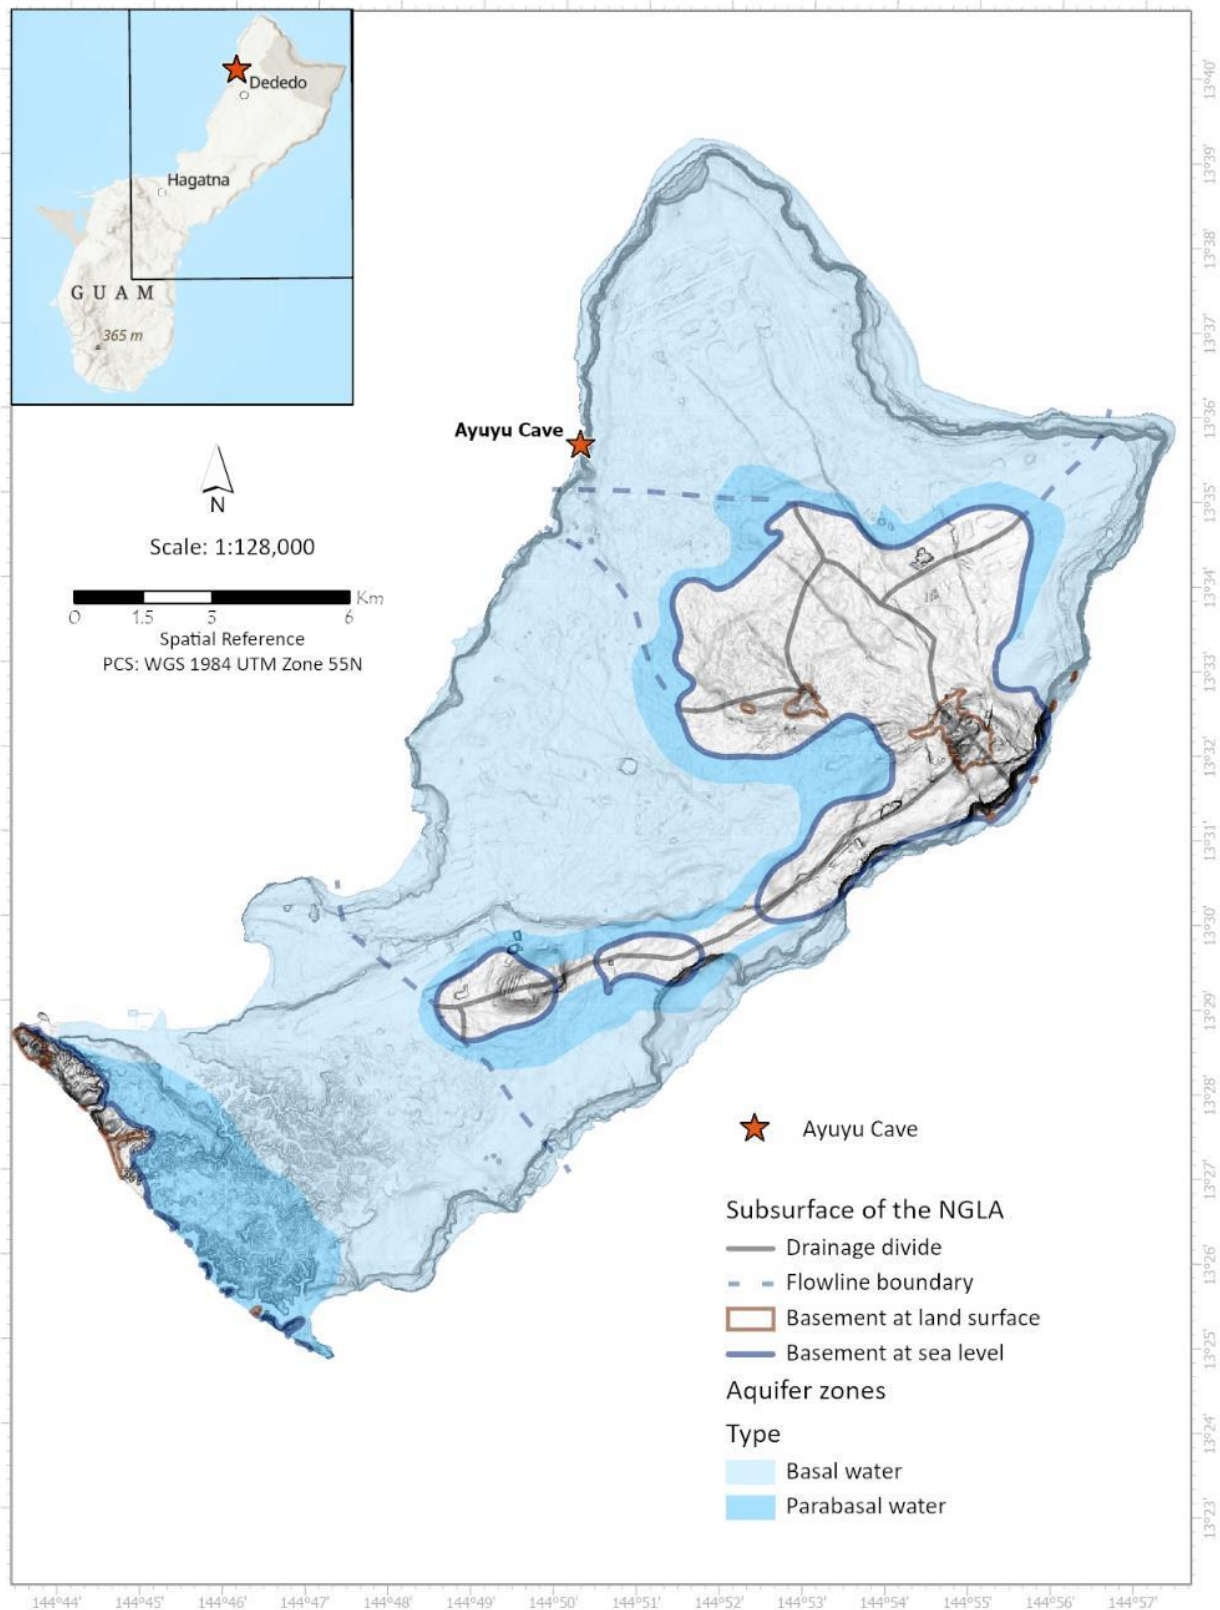 Dededo
Hagatna
G U A M
365 m
Ayuyu Cave
N
Scale: 1:128,000
Km
0 1.5 3 6
Spatial Reference
PCS: WGS 1984 UTM Zone 55N
Ayuyu Cave
Subsurface of the NGLA
Drainage divide
Flowline boundary
Basement at land surface
Basement at sea level
Aquifer zones
Type
Basal water
Parabasal water
13°40'
13°39'
13°38'
13°37'
13°36'
13°35'
13°34'
13°33'
13°32'
13°31'
13°30'
13°29'
13°28'
13°27'
13°26'
13°25'
13°24'
13°23'
144°44' 144°45' 144°46' 144°47' 144°48' 144°49' 144°50' 144°51' 144°52' 144°53' 144°54' 144°55' 144°56' 144°57'